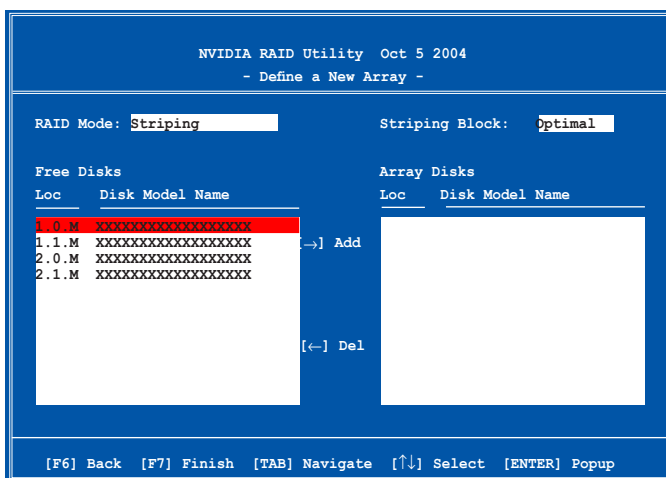 NVIDIA RAID Utility Oct 5 2004
- Define a New Array -
RAID Mode: Striping Striping Block: Optimal
Free Disks Array Disks
Loc Disk Model Name Loc Disk Model Name
1.0.M XXXXXXXXXXXXXXXXXX
1.1.M XXXXXXXXXXXXXXXXXX
[→] Add
2.0.M XXXXXXXXXXXXXXXXXX
2.1.M XXXXXXXXXXXXXXXXXX
[←] Del
[F6] Back [F7] Finish [TAB] Navigate [↑↓] Select [ENTER] Popup